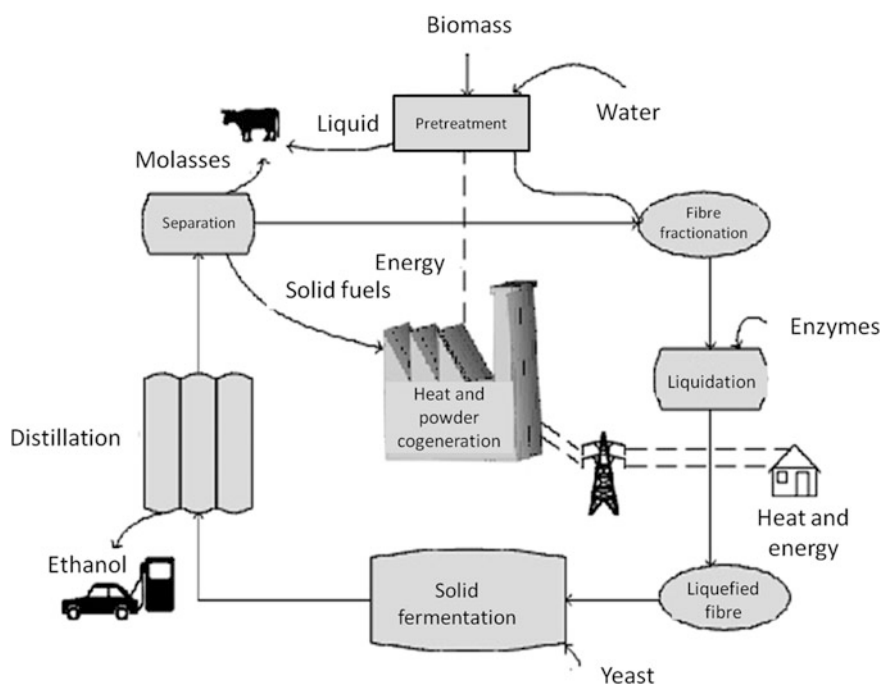 Biomass
Water
Pretreatment
Liquid
Molasses
Separation
Fibre
fractionation
Energy
Solid fuels
Enzymes
Liquidation
Heat and
powder
cogeneration
Distillation
Heat and
energy
Ethanol
Solid
fermentation
Liquefied
fibre
Yeast